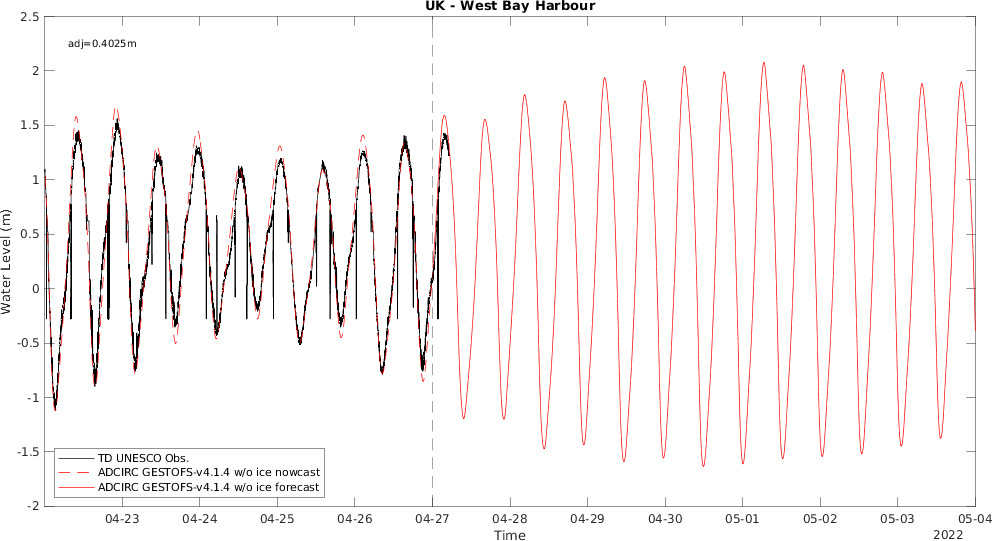 UK - West Bay Harbour
adj=0.4025m
2.5
2
1.5
1
0.5
0
-0.5
-1
-1.5
-2
Water Level (m)
TD UNESCO Obs.
ADCIRC GESTOFS-v4.1.4 w/o ice nowcast
ADCIRC GESTOFS-v4.1.4 w/o ice forecast
04-23 04-24 04-25 04-26 04-27 04-28 04-29 04-30 05-01 05-02 05-03 05-04
Time
2022